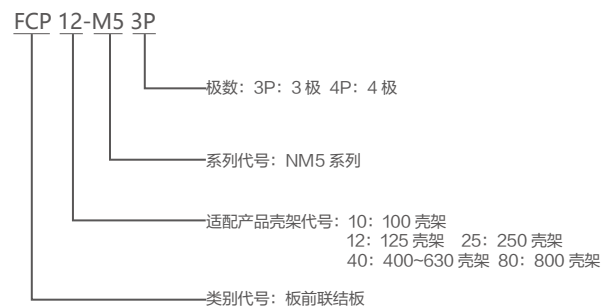 FCP 12-M5 3P
极数：3P：3 极 4P：4 极
系列代号：NM5 系列
适配产品壳架代号：10：100 壳架
12：125 壳架 25：250 壳架
40：400~630 壳架 80：800 壳架
类别代号：板前联结板